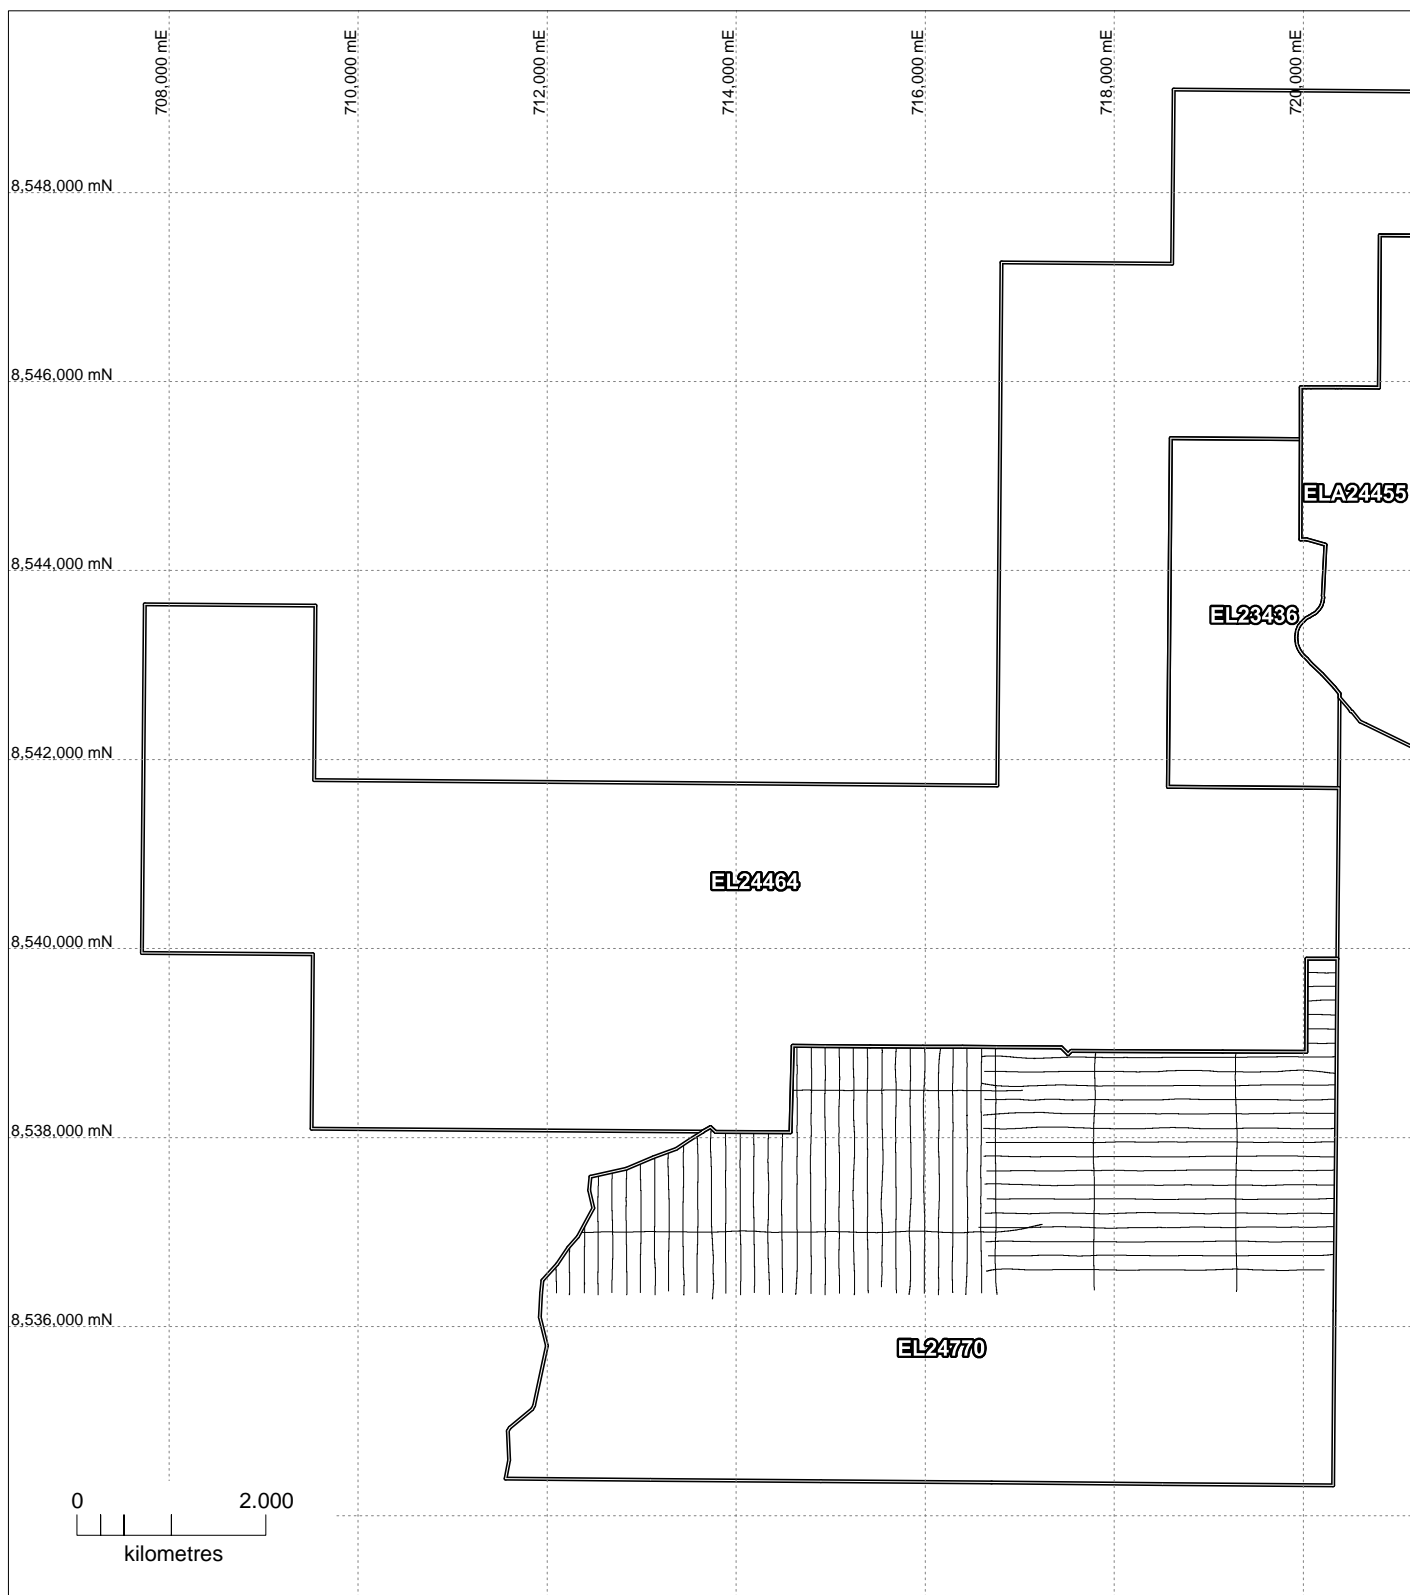 708,000 mE
710,000 mE
712,000 mE
714,000 mE
716,000 mE
718,000 mE
720,000 mE
8,548,000 mN
8,546,000 mN
ELA24455
8,544,000 mN
EL23436
8,542,000 mN
EL24464
8,540,000 mN
8,538,000 mN
8,536,000 mN
EL24770
0 2.000
kilometres